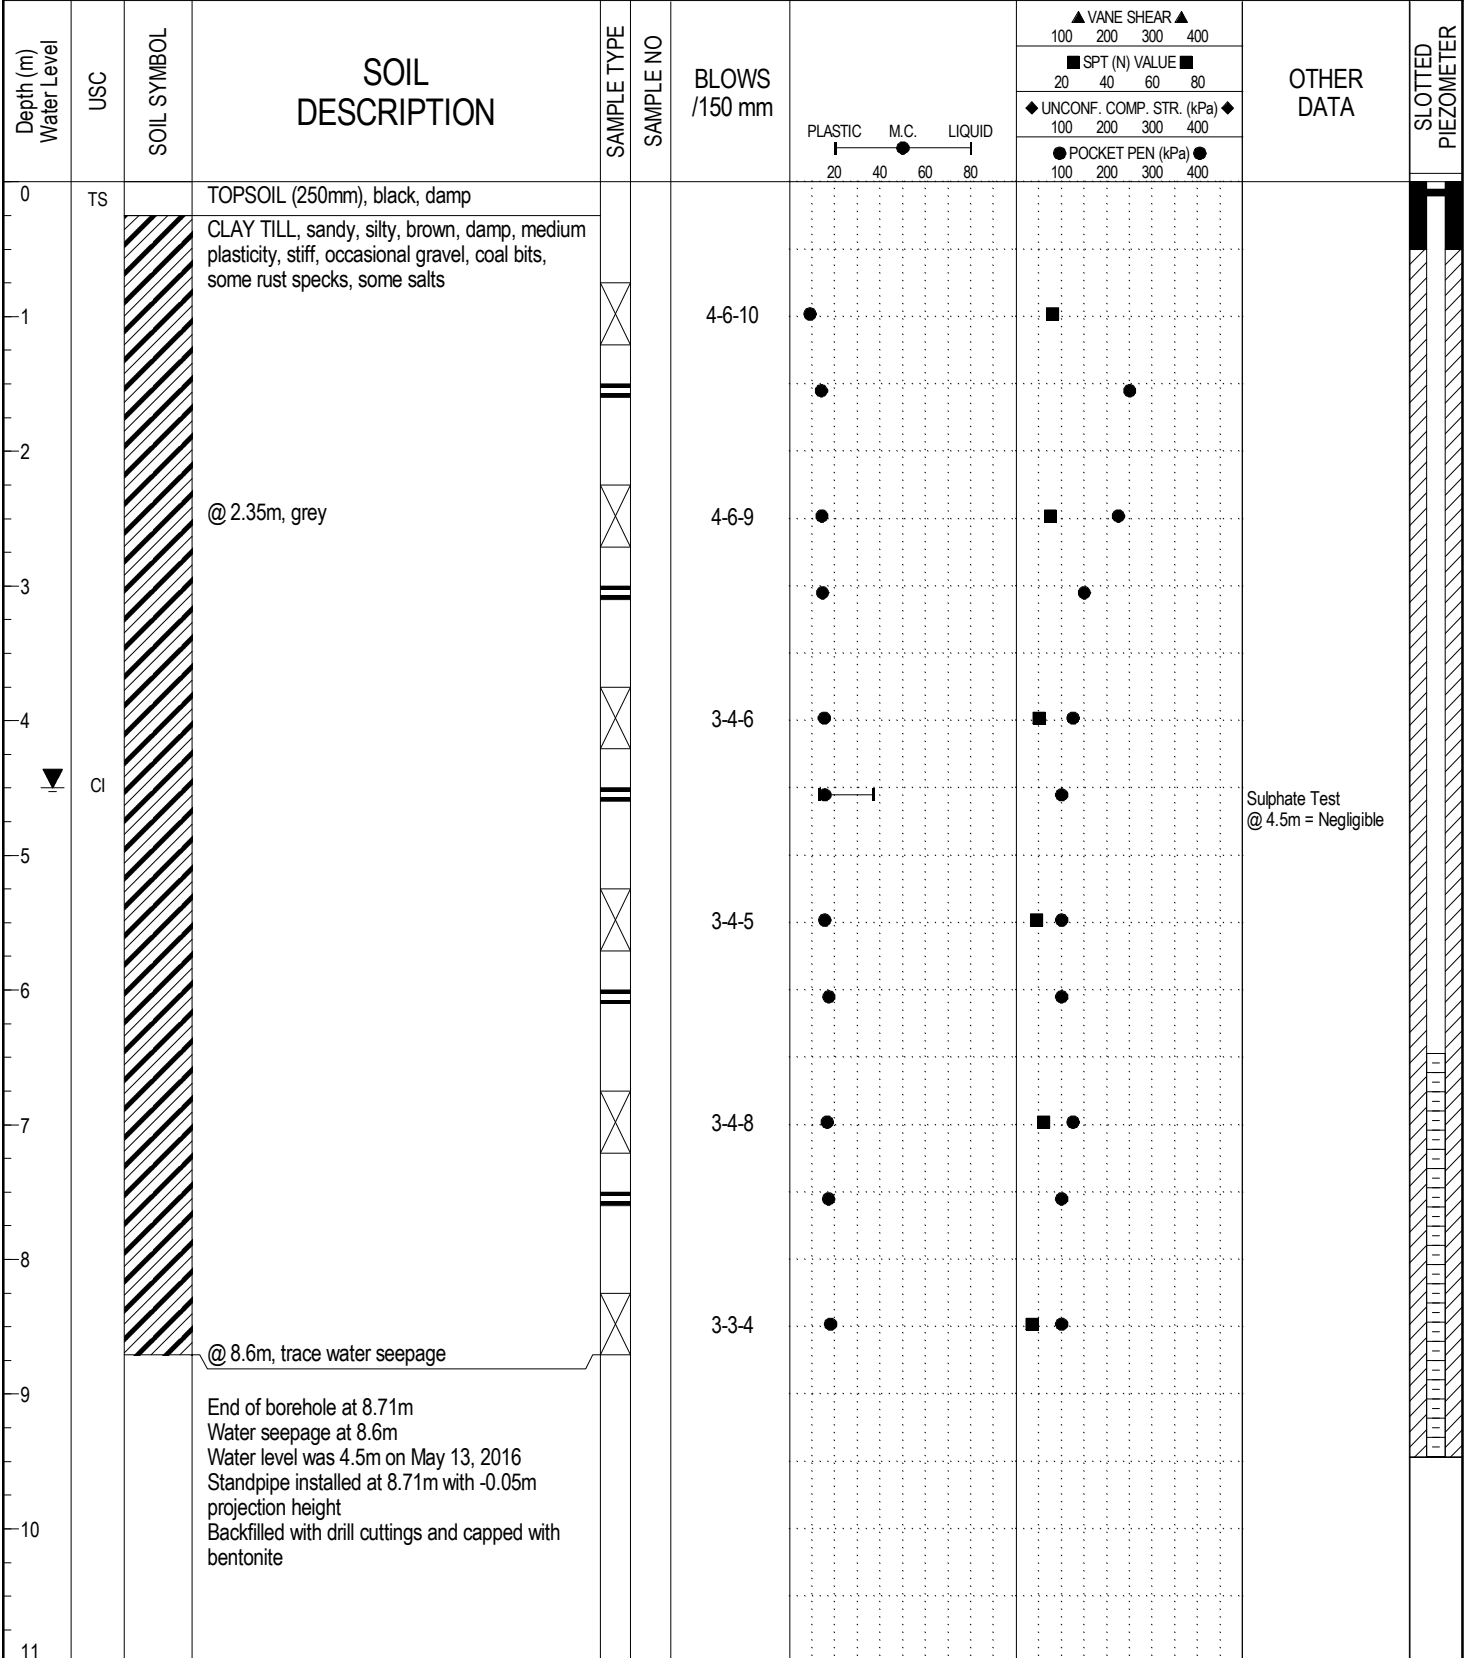 Depth (m)
Water Level
USC
SOIL SYMBOL
SOIL
DESCRIPTION
SAMPLE TYPE
SAMPLE NO
BLOWS
/150 mm
PLASTIC M.C. LIQUID
20 40 60 80
▲ VANE SHEAR ▲
100 200 300 400
■ SPT (N) VALUE ■
20 40 60 80
◆ UNCONF. COMP. STR. (kPa) ◆
100 200 300 400
● POCKET PEN (kPa) ●
100 200 300 400
OTHER
DATA
SLOTTED
PIEZOMETER
0
TS
TOPSOIL (250mm), black, damp
CLAY TILL, sandy, silty, brown, damp, medium
plasticity, stiff, occasional gravel, coal bits,
some rust specks, some salts
1
4-6-10
2
@ 2.35m, grey
4-6-9
3
4
3-4-6
CI
Sulphate Test
@ 4.5m = Negligible
5
3-4-5
6
7
3-4-8
8
3-3-4
@ 8.6m, trace water seepage
9
End of borehole at 8.71m
Water seepage at 8.6m
Water level was 4.5m on May 13, 2016
Standpipe installed at 8.71m with -0.05m
projection height
10
Backfilled with drill cuttings and capped with
bentonite
11